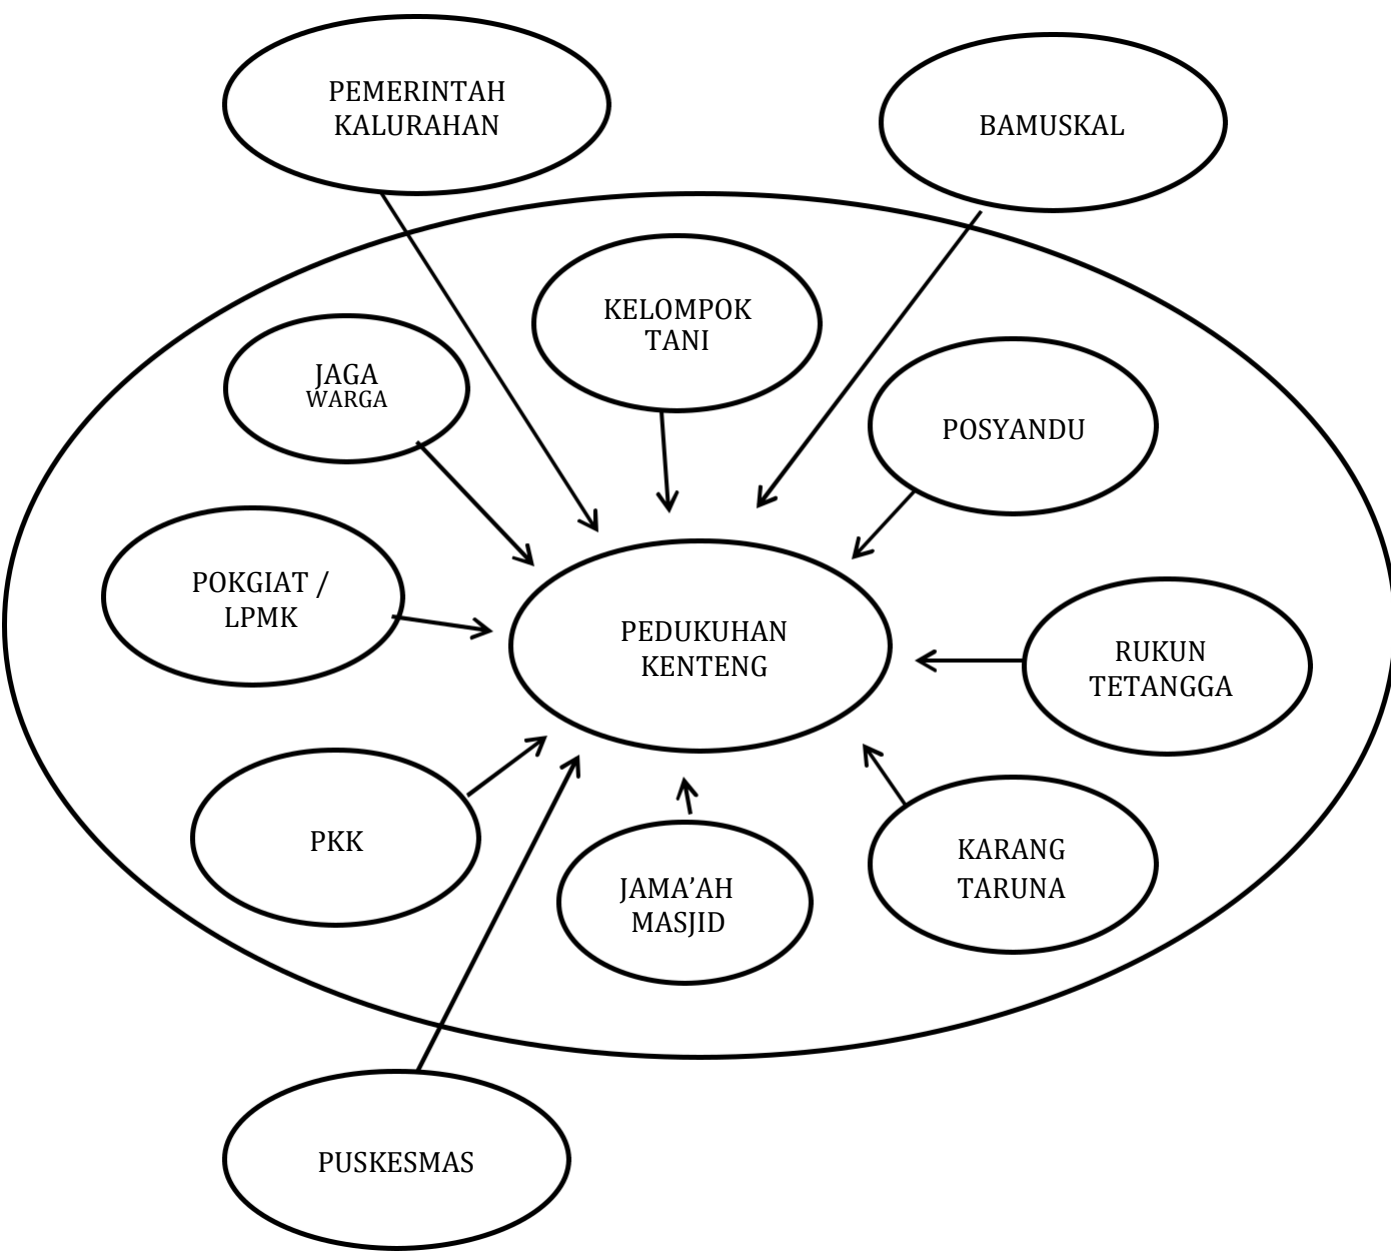 PEMERINTAH
KALURAHAN
BAMUSKAL
KELOMPOK
TANI
JAGA
WARGA
POSYANDU
POKGIAT /
LPMK
PEDUKUHAN
KENTENG
RUKUN
TETANGGA
PKK
JAMA’AH
MASJID
KARANG
TARUNA
PUSKESMAS